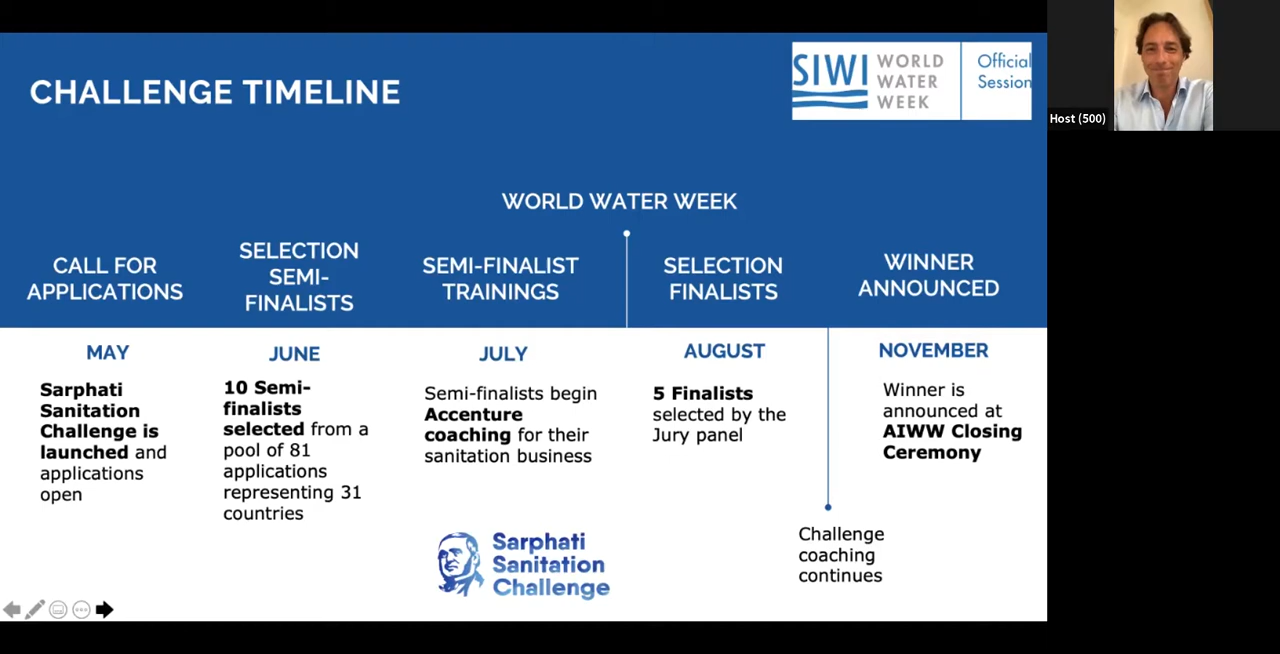 CHALLENGE TIMELINE
SIWI
WORLD
WATER
WEEK
Official
Session
Host (500)
WORLD WATER WEEK
CALL FOR
APPLICATIONS
SELECTION
SEMI-
FINALISTS
SEMI-FINALIST
TRAININGS
SELECTION
FINALISTS
WINNER
ANNOUNCED
MAY
Sarphati
Sanitation
Challenge is
launched and
applications
open
JUNE
10 Semi-
finalists
selected from a
pool of 81
applications
representing 31
countries
JULY
Semi-finalists begin
Accenture
coaching for their
sanitation business
AUGUST
5 Finalists
selected by the
Jury panel
NOVEMBER
Winner is
announced at
AIWW Closing
Ceremony
Challenge
coaching
continues
Sarphati
Sanitation
Challenge